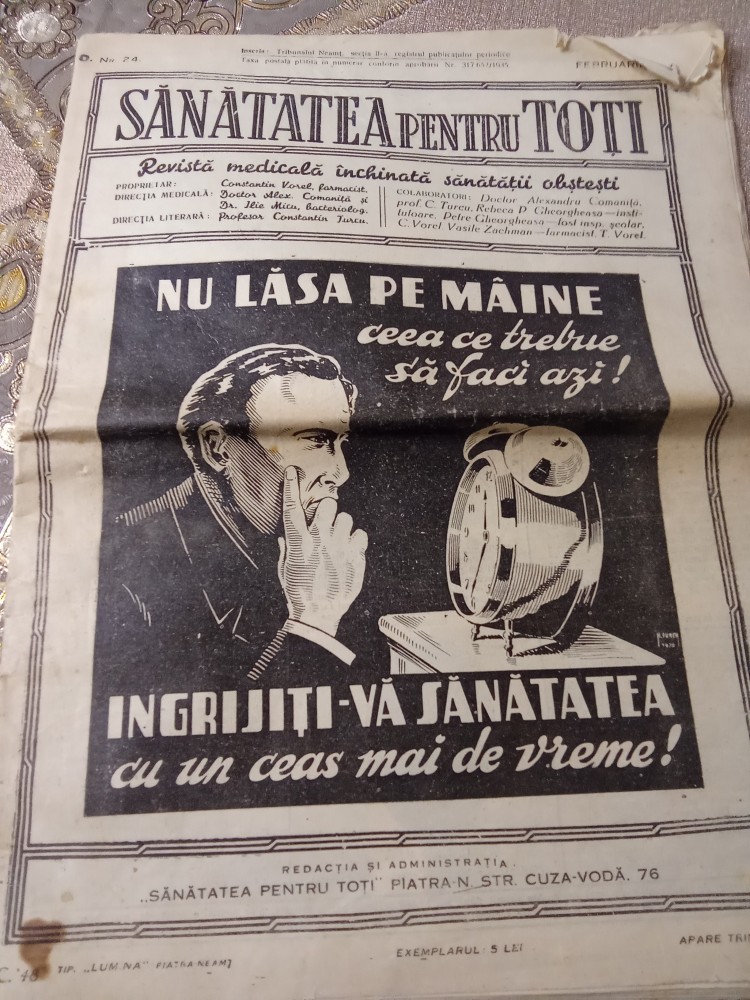 Nr. 24.
Inscris: Tribunalul Neamț, secția II-a, registrul publicațiilor periodice
Taxa postală plătită în numerar conform aprobării Nr.
FEBRUARIE
SĂNĂTATEA PENTRU TOȚI
Revistă medicală închinată sănătății obștești
PROPRIETAR: Constantin Vorel, farmacist.
DIRECȚIA MEDICALĂ: Doctor Alex. Comaniță și
Dr. Ilie Micu, bacteriolog.
DIRECȚIA LITERARĂ: Profesor Constantin Turcu.
COLABORATORI: Doctor Alexandru Comaniță,
prof. C. Turcu, Rebeca P. Gheorgheasa—insti-
tutoare, Petre Gheorgheasa—fost insp. școlar,
C. Vorel. Vasile Zachman—farmacist, T. Vorel.
NU LĂSA PE MÂINE
ceea ce trebue
să faci azi!
INGRIJIȚI-VĂ SĂNĂTATEA
cu un ceas mai de vreme!
REDACȚIA ȘI ADMINISTRAȚIA.
„SĂNĂTATEA PENTRU TOȚI" PIATRA-N. STR. CUZA-VODĂ. 76
C. 48 TIP. „LUMINA" PIATRA-NEAMȚ
EXEMPLARUL 5 LEI
APARE